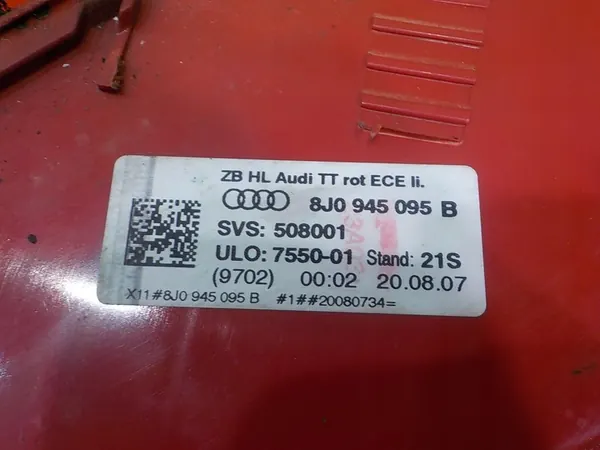 ZB HL Audi TT rot ECE li.
8J0 945 095 B
SVS: 508001
ULO: 7550-01 Stand: 21S
(9702) 00:02 20.08.07
X11#8J0 945 095 B #1##20080734=